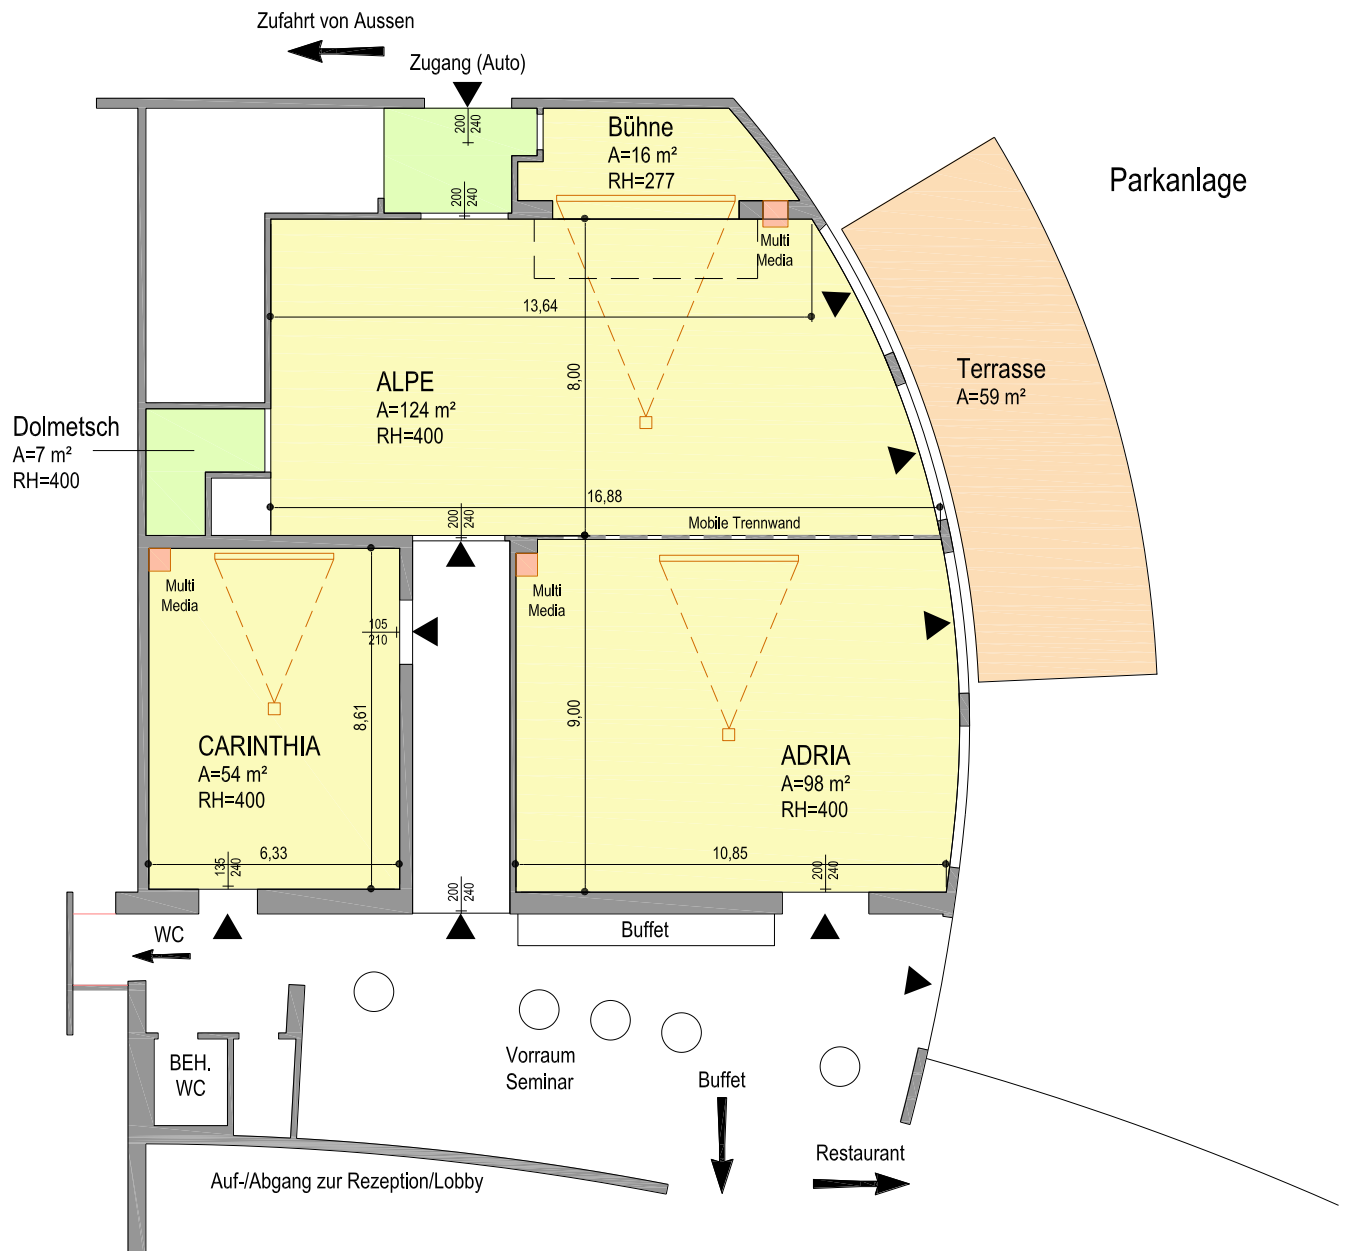 Zufahrt von Aussen
Zugang (Auto)
200
240
Bühne
A=16 m²
RH=277
Parkanlage
200
240
Multi
Media
13,64
ALPE
A=124 m²
RH=400
8,00
Terrasse
A=59 m²
Dolmetsch
A=7 m²
RH=400
16,88
200
240
Mobile Trennwand
Multi
Media
Multi
Media
105
210
8,61
9,00
CARINTHIA
A=54 m²
RH=400
ADRIA
A=98 m²
RH=400
6,33
135
240
10,85
200
240
200
240
Buffet
WC
BEH.
WC
Vorraum
Seminar
Buffet
Restaurant
Auf-/Abgang zur Rezeption/Lobby